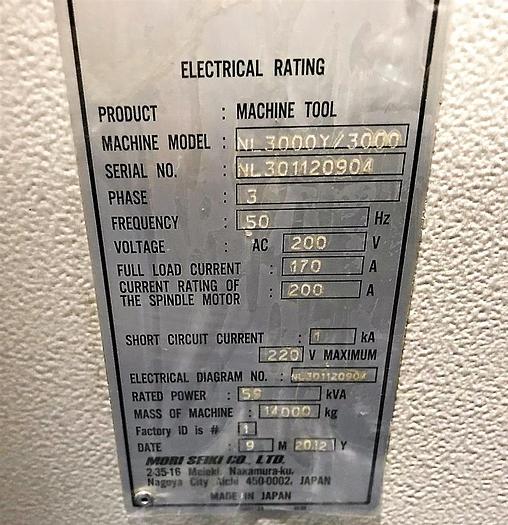 ELECTRICAL RATING
PRODUCT : MACHINE TOOL
MACHINE MODEL : NL3000Y/3000
SERIAL NO. : NL301120904
PHASE : 3
FREQUENCY : 50 Hz
VOLTAGE : AC 200 V
FULL LOAD CURRENT : 170 A
CURRENT RATING OF
THE SPINDLE MOTOR : 200 A
SHORT CIRCUIT CURRENT : 1 kA
220 V MAXIMUM
ELECTRICAL DIAGRAM NO. : NL301120904
RATED POWER : 59 kVA
MASS OF MACHINE : 14000 kg
Factory ID is # 1
DATE 9 M 2012 Y
MORI SEIKI CO., LTD.
2-35-16 Meieki, Nakamura-ku,
Nagoya City Aichi 450-0002, JAPAN
MADE IN JAPAN